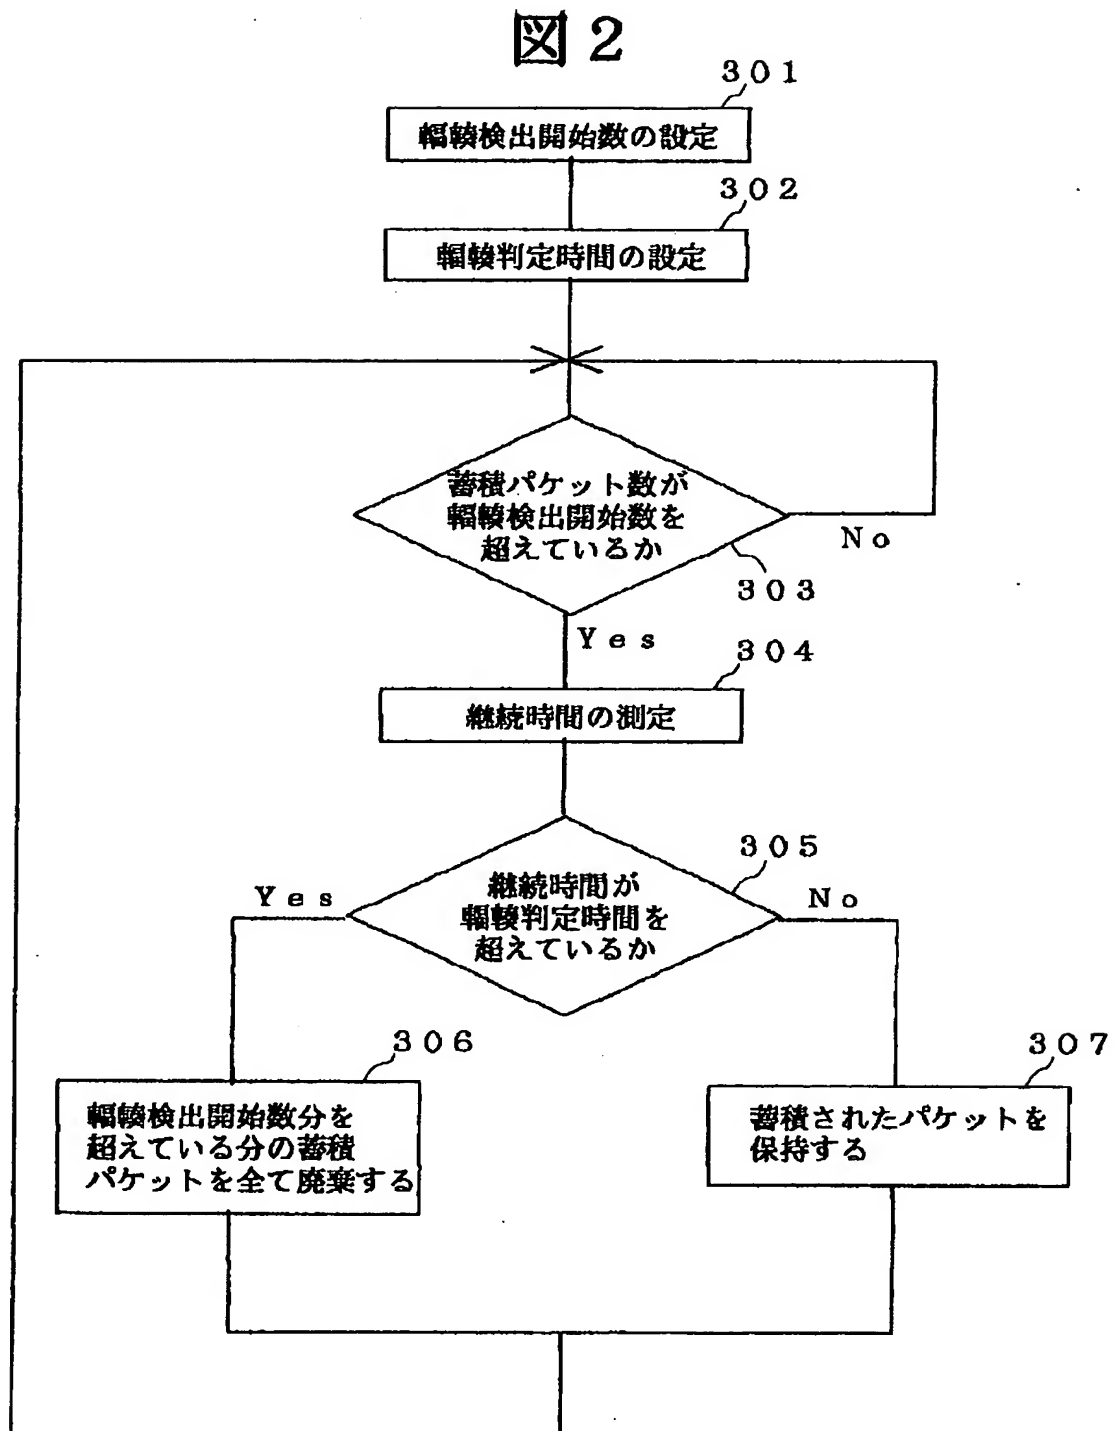 図2
301
輻輳検出開始数の設定
302
輻輳判定時間の設定
蓄積パケット数が
輻輳検出開始数を
超えているか
No
303
Yes
304
継続時間の測定
305
継続時間が
輻輳判定時間を
超えているか
Yes
No
306
輻輳検出開始数分を
超えている分の蓄積
パケットを全て廃棄する
307
蓄積されたパケットを
保持する